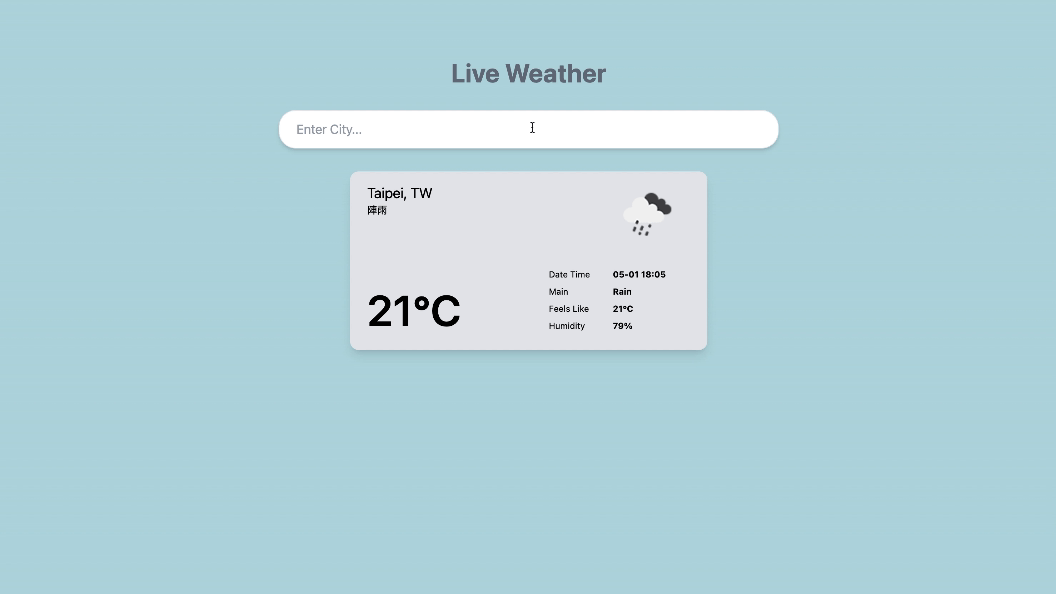 Live Weather
Enter City...
Taipei, TW
陣雨
21°C
Date Time 05-01 18:05
Main Rain
Feels Like 21°C
Humidity 79%